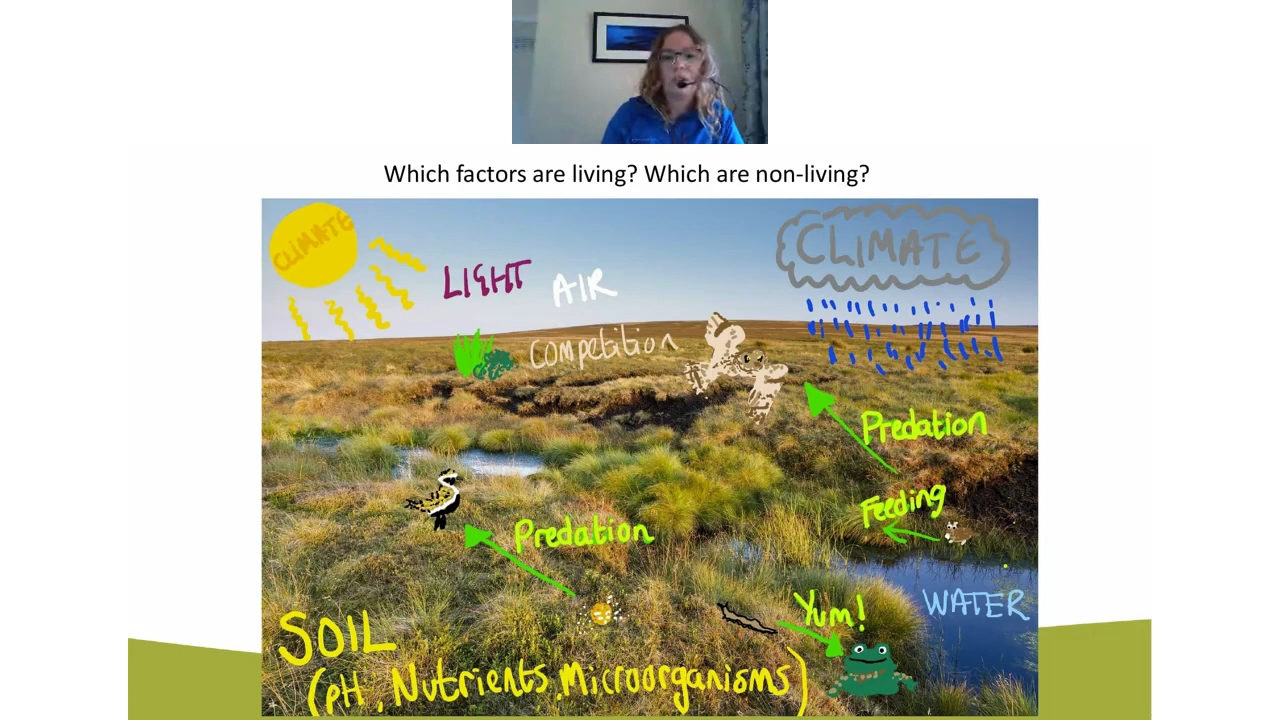 Which factors are living? Which are non-living?
CLIMATE
CLIMATE
LIGHT
AIR
COMPETITION
Predation
Feeding
Predation
Yum!
WATER
SOIL
(pH, Nutrients, Microorganisms)